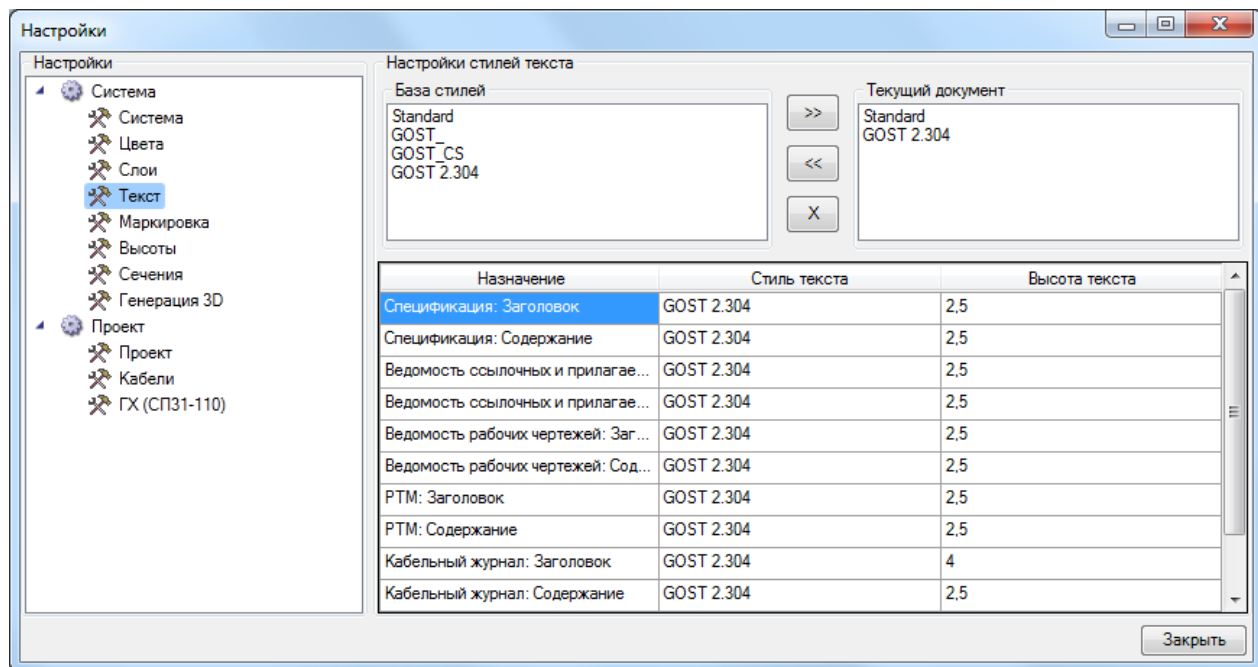 Настройки
X
Настройки
Система
Система
Цвета
Слои
Текст
Маркировка
Высоты
Сечения
Генерация 3D
Проект
Проект
Кабели
ГХ (СП31-110)
Настройки стилей текста
База стилей
Standard
GOST_
GOST_CS
GOST 2.304
>>
<<
X
Текущий документ
Standard
GOST 2.304
Назначение Стиль текста Высота текста
Спецификация: Заголовок GOST 2.304 2,5
Спецификация: Содержание GOST 2.304 2,5
Ведомость ссылочных и прилагае... GOST 2.304 2,5
Ведомость ссылочных и прилагае... GOST 2.304 2,5
Ведомость рабочих чертежей: Заг... GOST 2.304 2,5
Ведомость рабочих чертежей: Сод... GOST 2.304 2,5
РТМ: Заголовок GOST 2.304 2,5
РТМ: Содержание GOST 2.304 2,5
Кабельный журнал: Заголовок GOST 2.304 4
Кабельный журнал: Содержание GOST 2.304 2,5
Закрыть